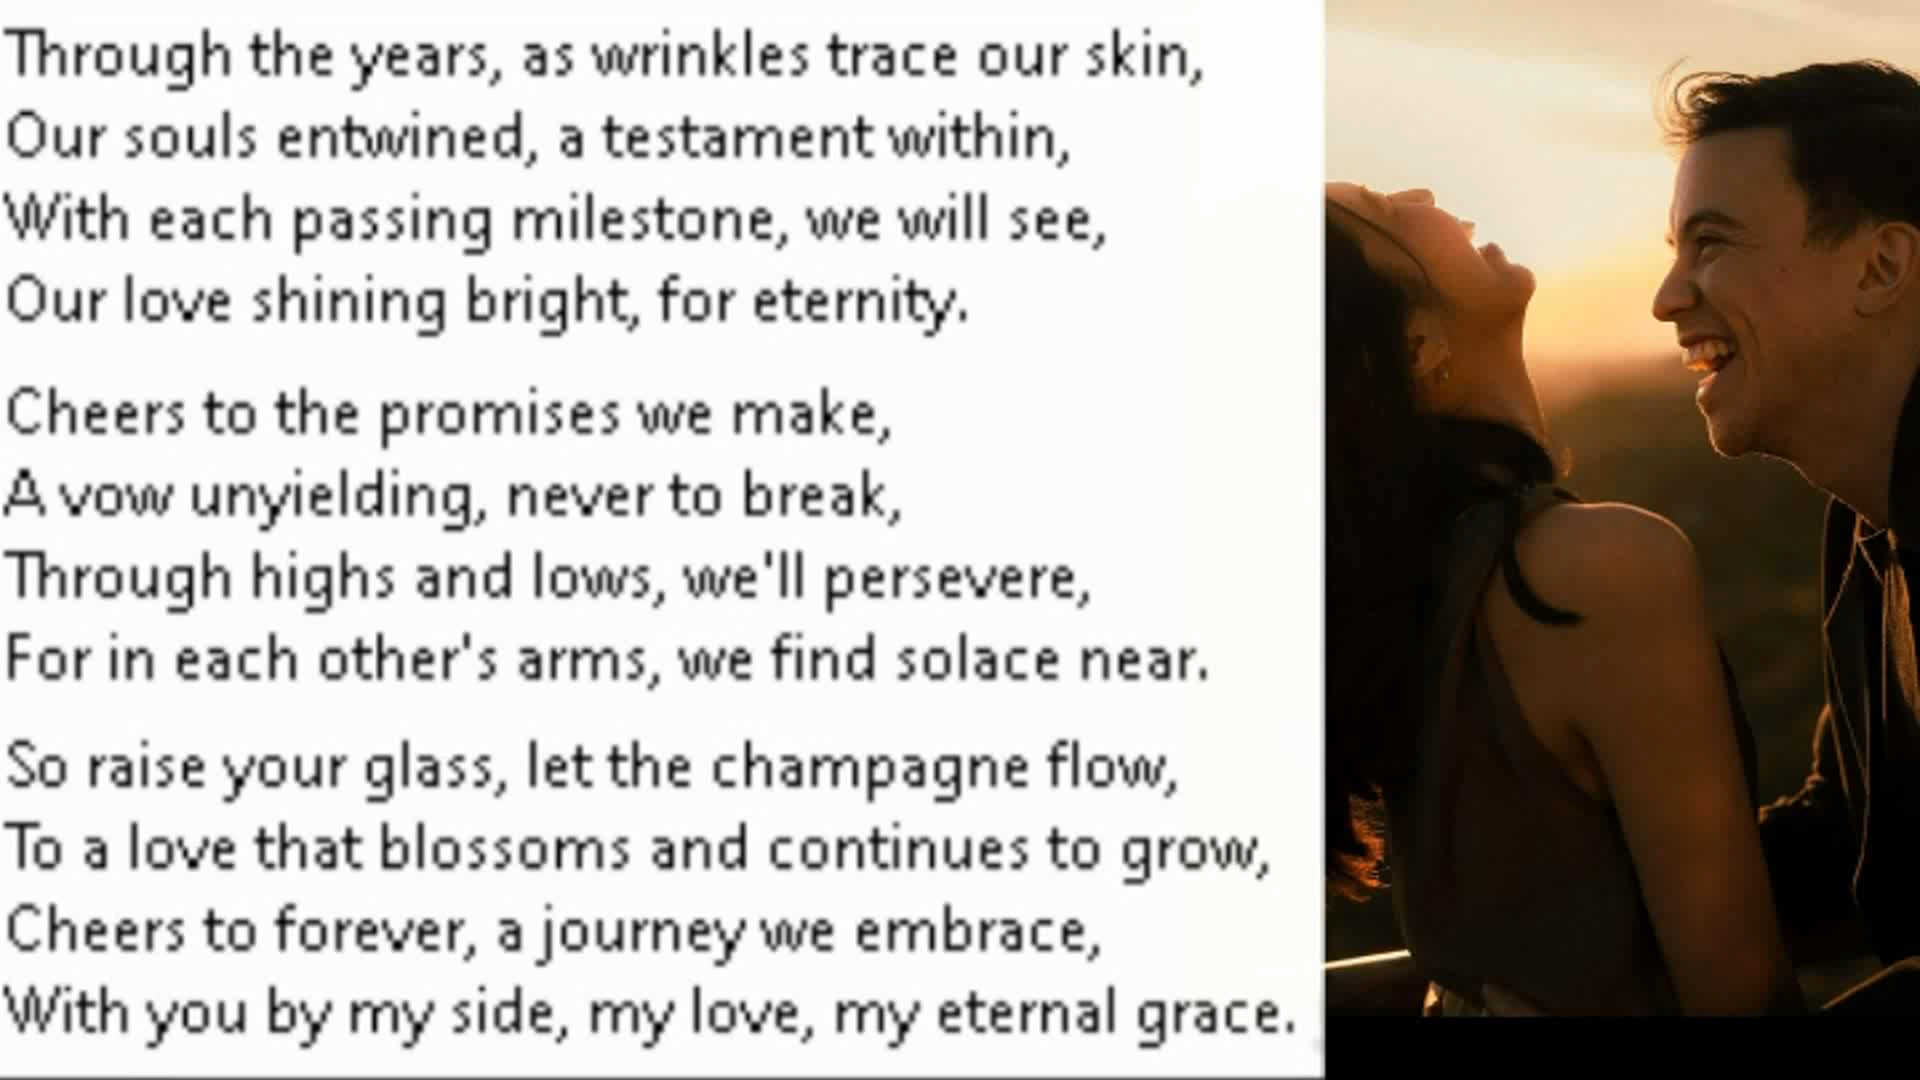 Through the years, as wrinkles trace our skin,
Our souls entwined, a testament within,
With each passing milestone, we will see,
Our love shining bright, for eternity.
Cheers to the promises we make,
A vow unyielding, never to break,
Through highs and lows, we'll persevere,
For in each other's arms, we find solace near.
So raise your glass, let the champagne flow,
To a love that blossoms and continues to grow,
Cheers to forever, a journey we embrace,
With you by my side, my love, my eternal grace.